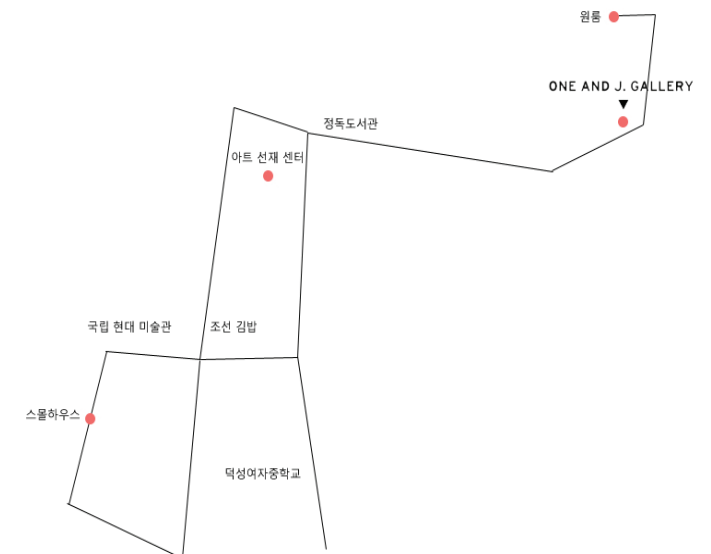 원룸
ONE AND J. GALLERY
정독도서관
아트 선재 센터
국립 현대 미술관
조선 김밥
스몰하우스
덕성여자중학교